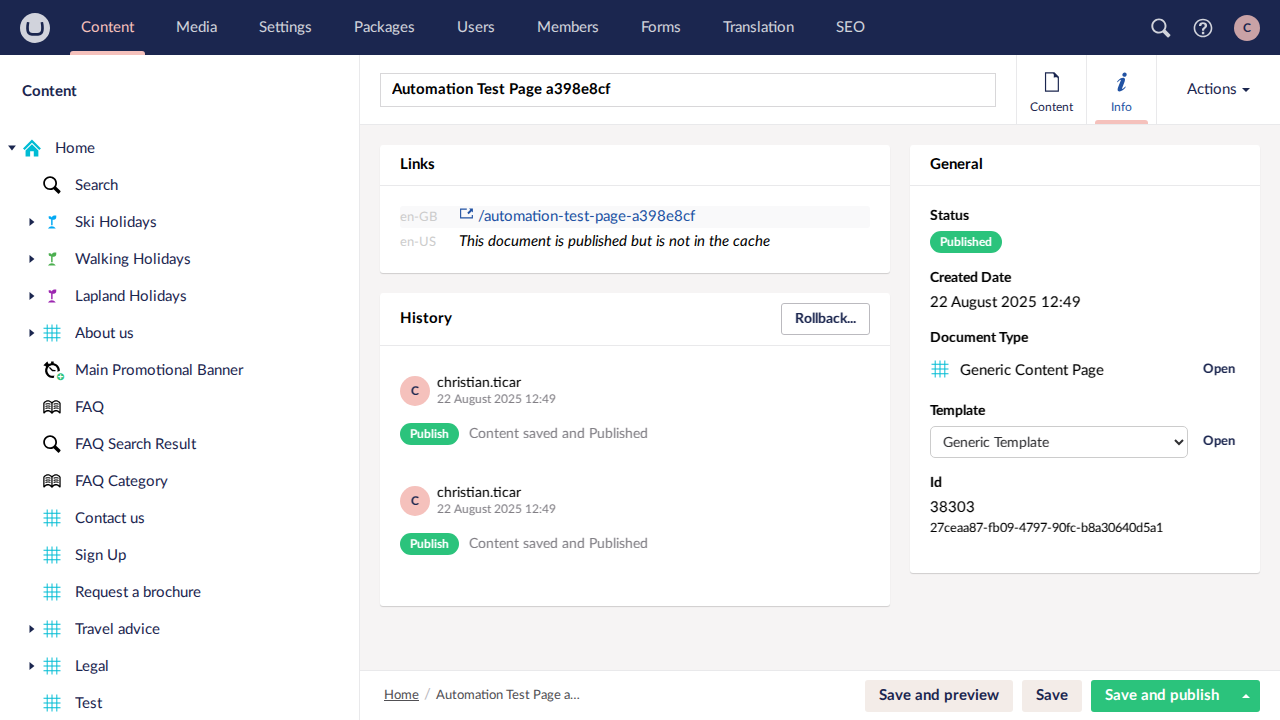 Content
Media
Settings
Packages
Users
Members
Forms
Translation
SEO
C
Content
Home
Search
Ski Holidays
Walking Holidays
Lapland Holidays
About us
Main Promotional Banner
FAQ
FAQ Search Result
FAQ Category
Contact us
Sign Up
Request a brochure
Travel advice
Legal
Test
Automation Test Page a398e8cf
Content
Info
Actions
Links
en-GB /automation-test-page-a398e8cf
en-US This document is published but is not in the cache
History
Rollback...
C
christian.ticar
22 August 2025 12:49
Publish Content saved and Published
C
christian.ticar
22 August 2025 12:49
Publish Content saved and Published
General
Status
Published
Created Date
22 August 2025 12:49
Document Type
Generic Content Page Open
Template
Generic Template Open
Id
38303
27ceaa87-fb09-4797-90fc-b8a30640d5a1
Home / Automation Test Page a...
Save and preview
Save
Save and publish